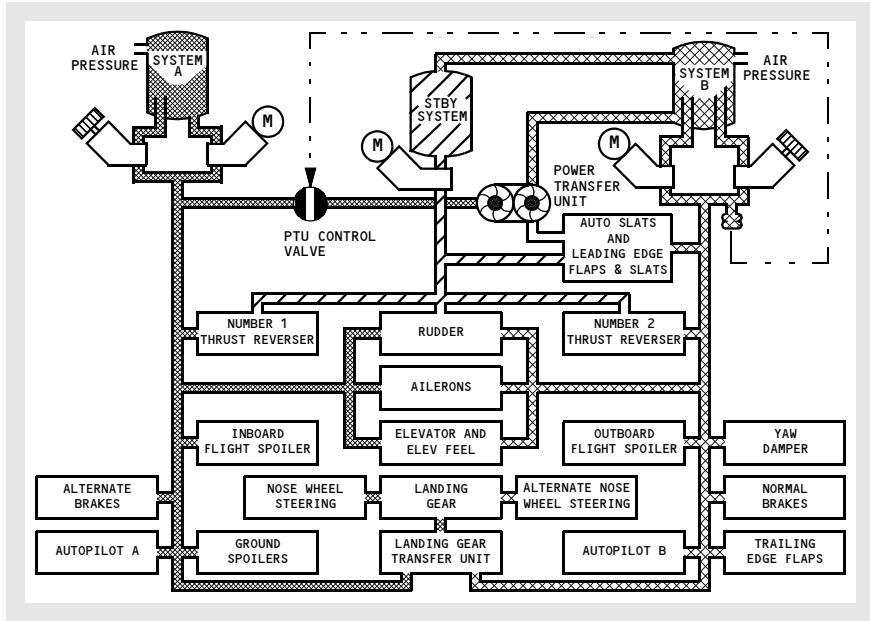 AIR
PRESSURE
SYSTEM
A
M
STBY
SYSTEM
M
SYSTEM
B
AIR
PRESSURE
M
POWER
TRANSFER
UNIT
PTU CONTROL
VALVE
AUTO SLATS
AND
LEADING EDGE
FLAPS & SLATS
NUMBER 1
THRUST REVERSER
RUDDER
NUMBER 2
THRUST REVERSER
AILERONS
INBOARD
FLIGHT SPOILER
ELEVATOR AND
ELEV FEEL
OUTBOARD
FLIGHT SPOILER
YAW
DAMPER
ALTERNATE
BRAKES
NOSE WHEEL
STEERING
LANDING
GEAR
ALTERNATE NOSE
WHEEL STEERING
NORMAL
BRAKES
AUTOPILOT A
GROUND
SPOILERS
LANDING GEAR
TRANSFER UNIT
AUTOPILOT B
TRAILING
EDGE FLAPS